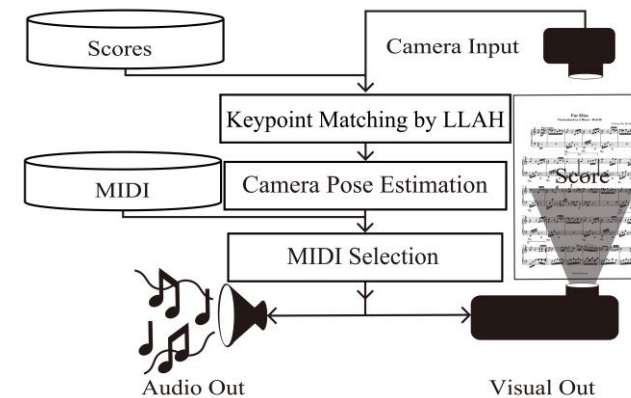 Scores
Camera Input
Keypoint Matching by LLAH
Für Elise
Score
MIDI
Camera Pose Estimation
MIDI Selection
Audio Out
Visual Out